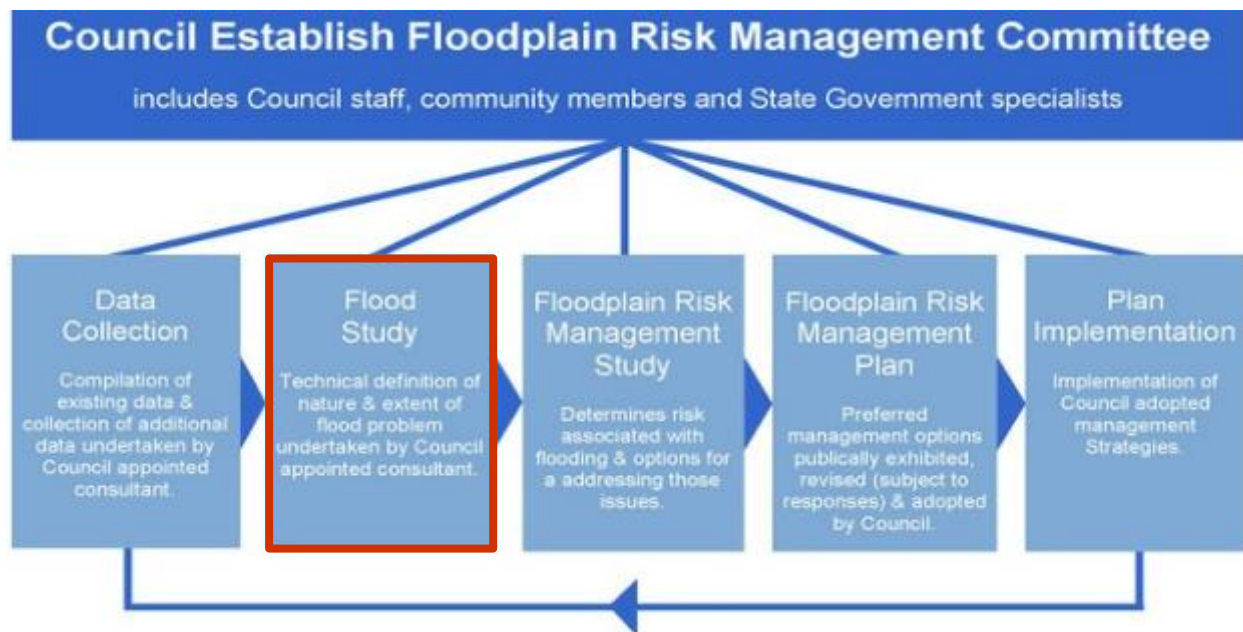 Council Establish Floodplain Risk Management Committee
includes Council staff, community members and State Government specialists
Data
Collection
Compilation of
existing data &
collection of additional
data undertaken by
Council appointed
consultant.
Flood
Study
Technical definition of
nature & extent of
flood problem
undertaken by Council
appointed consultant.
Floodplain Risk
Management
Study
Determines risk
associated with
flooding & options for
a addressing those
issues.
Floodplain Risk
Management
Plan
Preferred
management options
publically exhibited,
revised (subject to
responses) & adopted
by Council.
Plan
Implementation
Implementation of
Council adopted
management
Strategies.